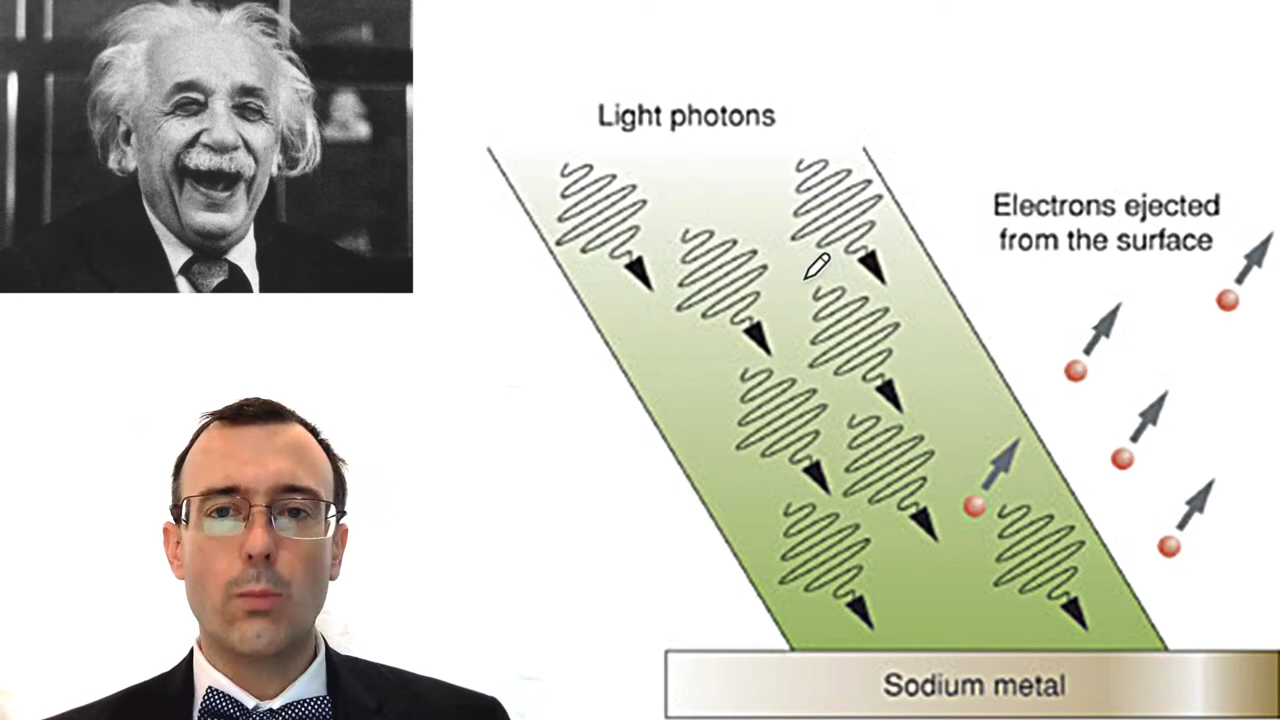 Light photons
Electrons ejected
from the surface
Sodium metal